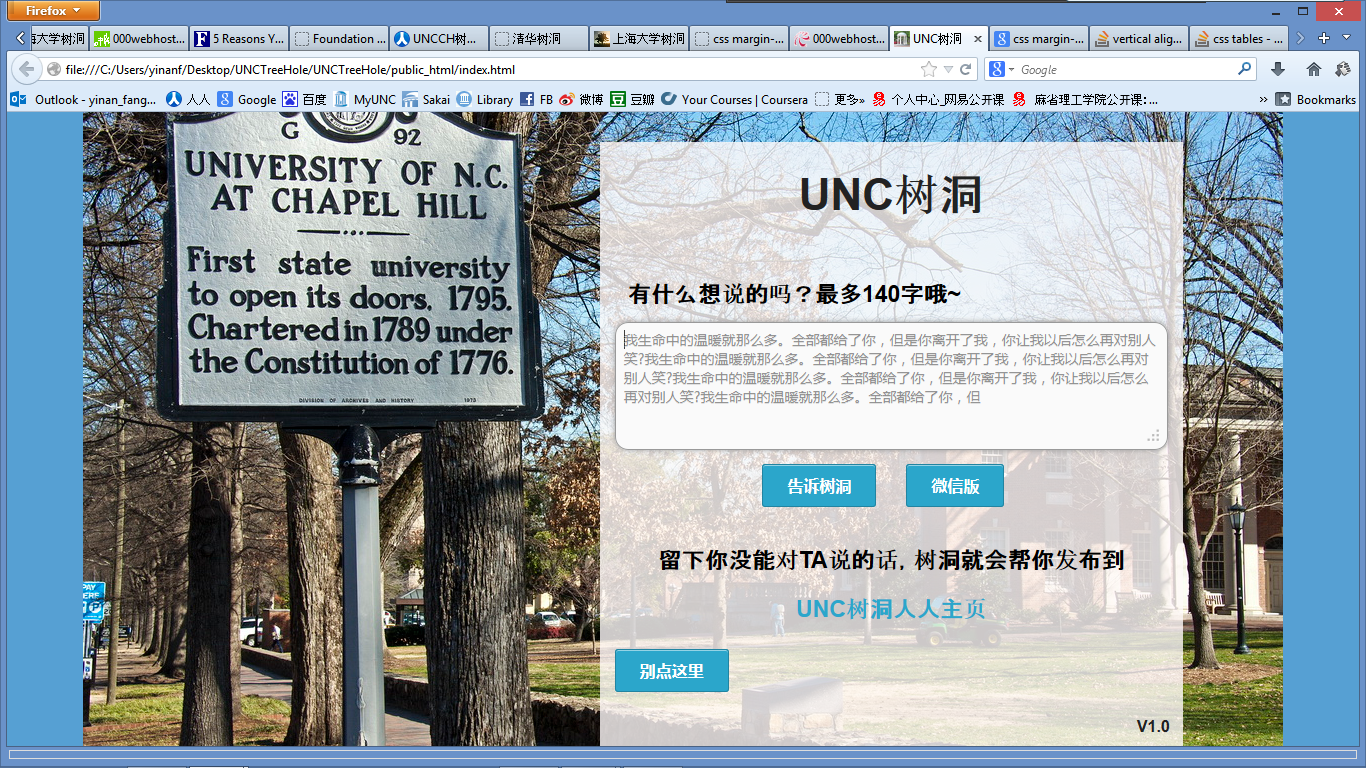 Firefox
每大学树洞
000webhost...
5 Reasons Y...
Foundation ...
UNCCH树...
清华树洞
上海大学树洞
css margin-...
000webhost...
UNC树洞
css margin-...
vertical alig...
css tables - ...
file:///C:/Users/yinanf/Desktop/UNCTreeHole/UNCTreeHole/public_html/index.html
Google
Outlook - yinan_fang...
人人
Google
百度
MyUNC
Sakai
Library
FB
微博
豆瓣
Your Courses | Coursera
更多»
个人中心_网易公开课
麻省理工学院公开课: ...
»
Bookmarks
G
92
UNIVERSITY OF N.C.
AT CHAPEL HILL
First state university
to open its doors, 1795.
Chartered in 1789 under
the Constitution of 1776.
DIVISION OF ARCHIVES AND HISTORY
PAY
HERE
P
UNC树洞
有什么想说的吗？最多140字哦~
我生命中的温暖就那么多。全部都给了你，但是你离开了我，你让我以后怎么再对别人
笑?我生命中的温暖就那么多。全部都给了你，但是你离开了我，你让我以后怎么再对
别人笑?我生命中的温暖就那么多。全部都给了你，但是你离开了我，你让我以后怎么
再对别人笑?我生命中的温暖就那么多。全部都给了你，但
告诉树洞
微信版
留下你没能对TA说的话, 树洞就会帮你发布到
UNC树洞人人主页
别点这里
V1.0